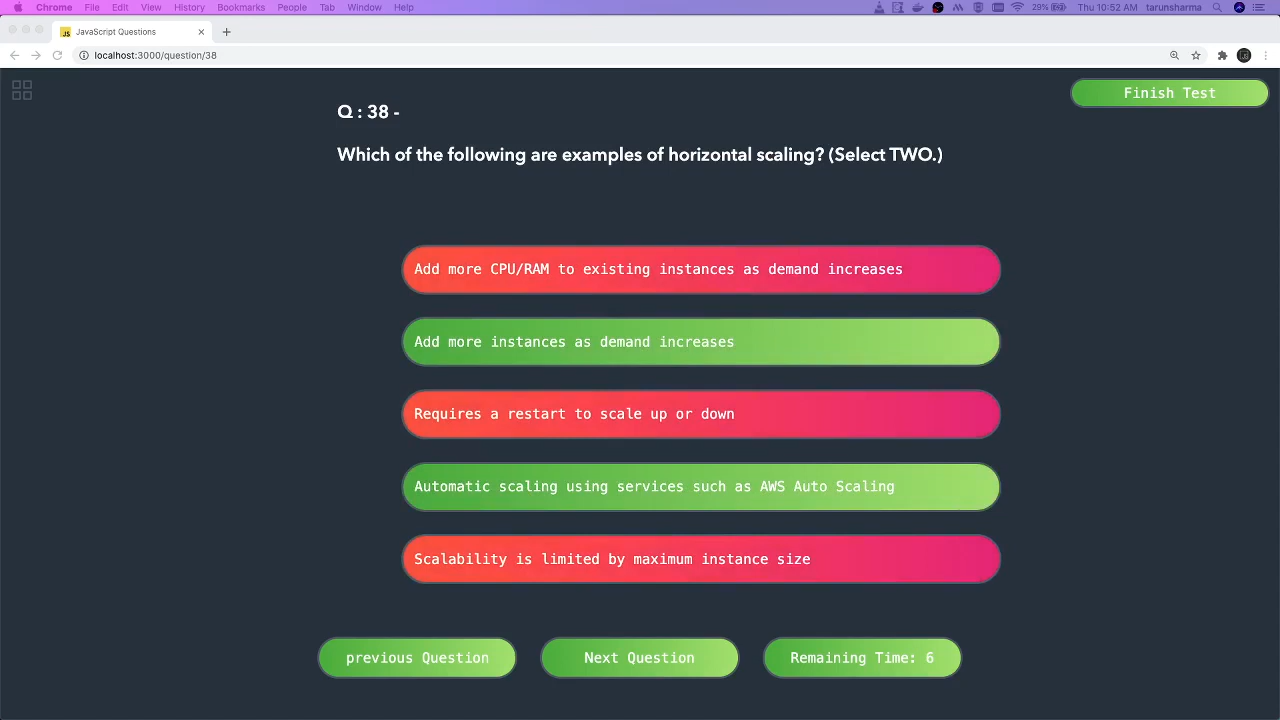 Chrome File Edit View History Bookmarks People Tab Window Help 29% Thu 10:52 AM tarunsharma
JS JavaScript Questions
localhost:3000/question/38
Finish Test
Q : 38 -
Which of the following are examples of horizontal scaling? (Select TWO.)
Add more CPU/RAM to existing instances as demand increases
Add more instances as demand increases
Requires a restart to scale up or down
Automatic scaling using services such as AWS Auto Scaling
Scalability is limited by maximum instance size
previous Question Next Question Remaining Time: 6